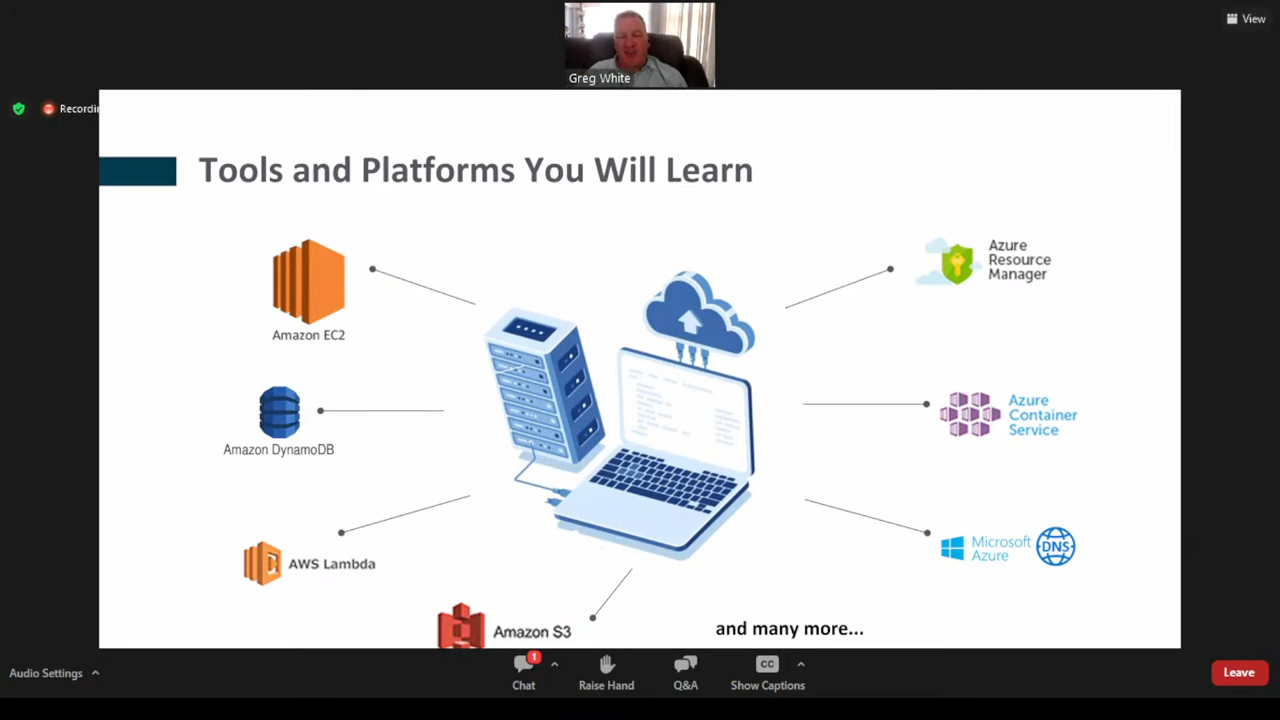 View
Greg White
Recordin
Tools and Platforms You Will Learn
Amazon EC2
Azure
Resource
Manager
Amazon DynamoDB
Azure
Container
Service
AWS Lambda
Microsoft
Azure
DNS
Amazon S3
and many more...
Audio Settings
1
Chat
Raise Hand
Q&A
CC
Show Captions
Leave